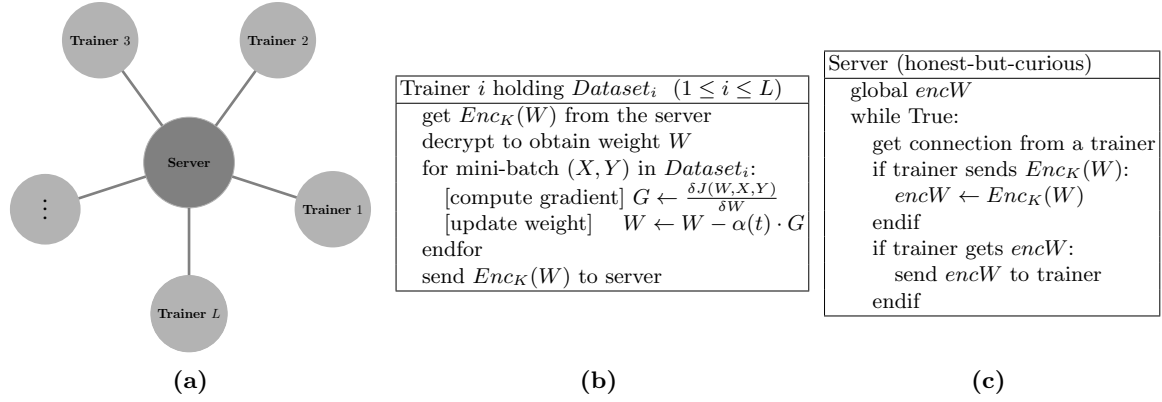 Trainer 3
Trainer 2
Server
⋮
Trainer 1
Trainer L
(a)
Trainer i holding Dataset_i (1 ≤ i ≤ L)
get Enc_K(W) from the server
decrypt to obtain weight W
for mini-batch (X, Y) in Dataset_i:
[compute gradient] G ← δJ(W,X,Y)/δW
[update weight] W ← W − α(t) · G
endfor
send Enc_K(W) to server
(b)
Server (honest-but-curious)
global encW
while True:
get connection from a trainer
if trainer sends Enc_K(W):
encW ← Enc_K(W)
endif
if trainer gets encW:
send encW to trainer
endif
(c)